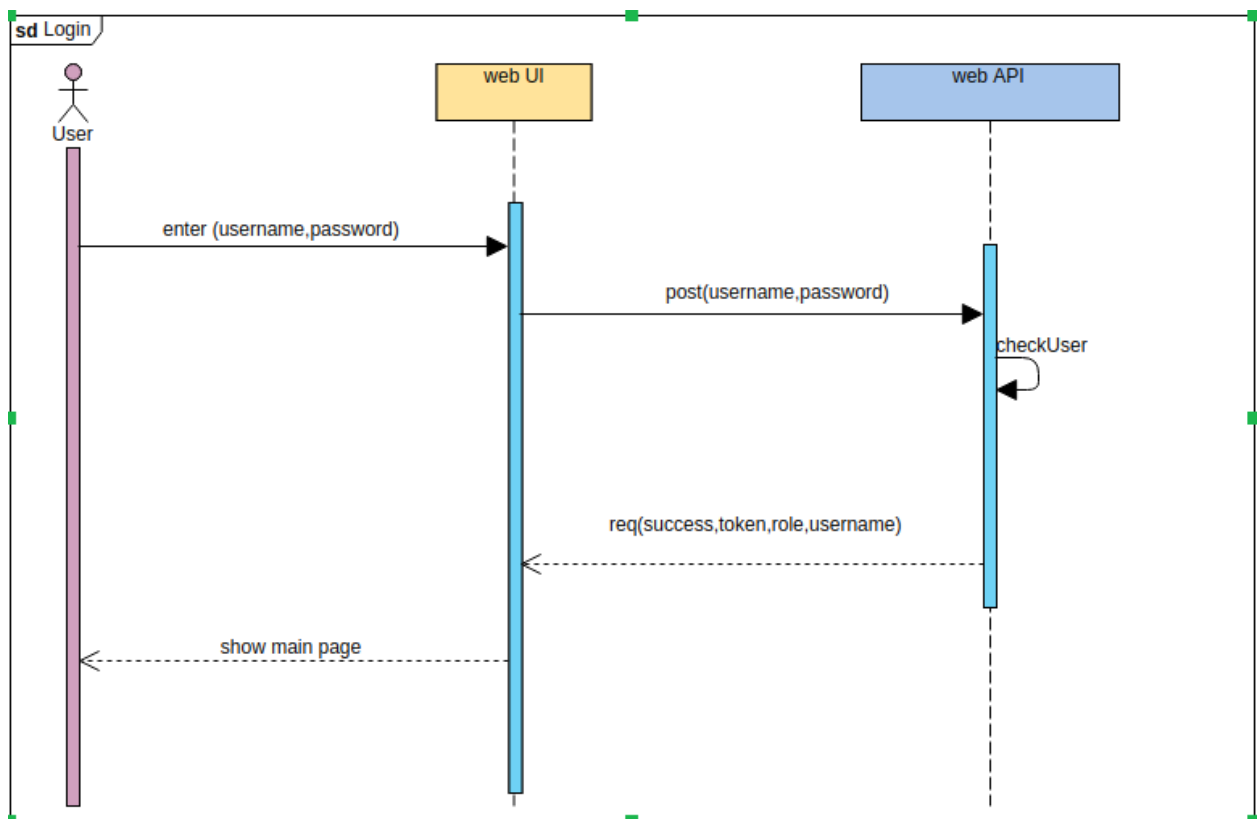 sd Login
User
web UI
web API
enter (username,password)
post(username,password)
checkUser
req(success,token,role,username)
show main page